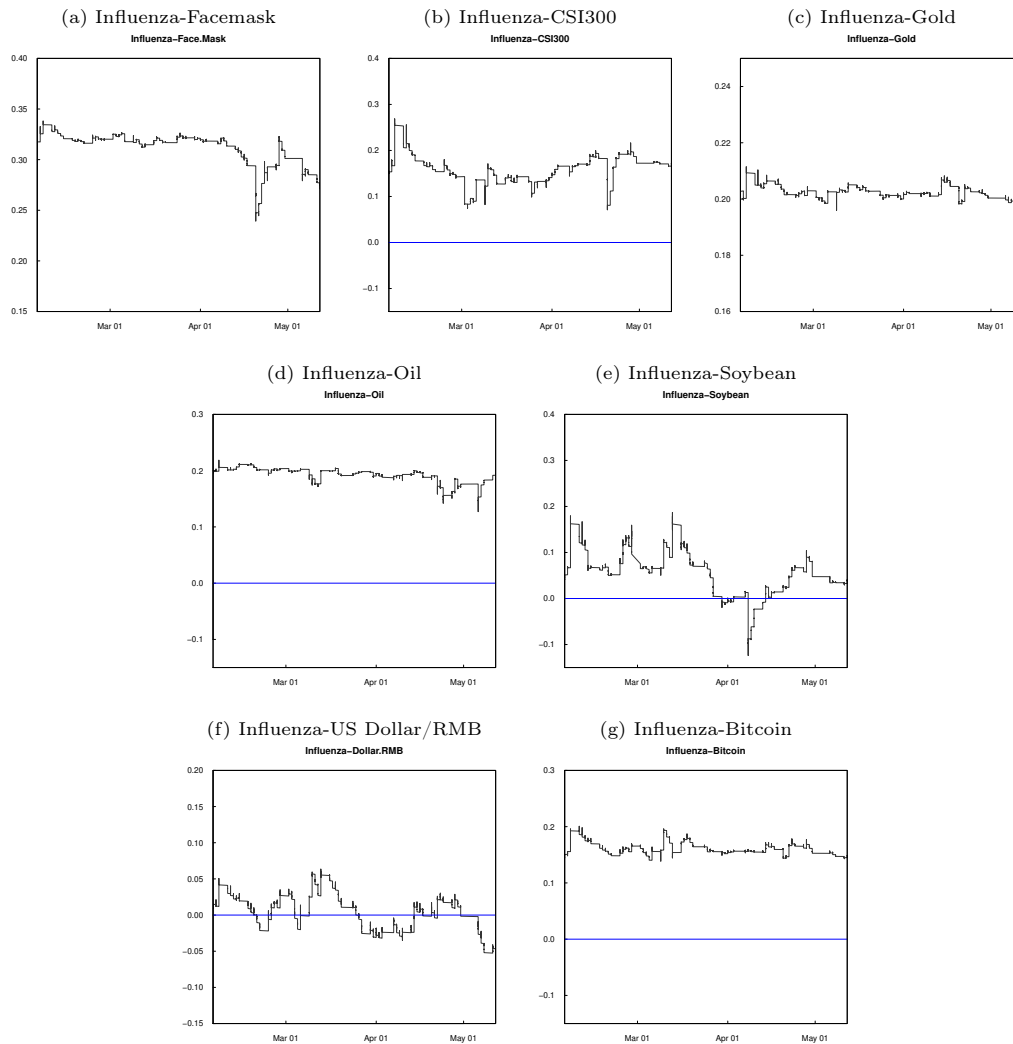 (a) Influenza-Facemask
(b) Influenza-CSI300
(c) Influenza-Gold
Influenza−Face.Mask
Influenza−CSI300
Influenza−Gold
0.40
0.35
0.30
0.25
0.20
0.15
Mar 01
Apr 01
May 01
0.4
0.3
0.2
0.1
0.0
−0.1
Mar 01
Apr 01
May 01
0.24
0.22
0.20
0.18
0.16
Mar 01
Apr 01
May 01
(d) Influenza-Oil
(e) Influenza-Soybean
Influenza−Oil
Influenza−Soybean
0.3
0.2
0.1
0.0
−0.1
Mar 01
Apr 01
May 01
0.4
0.3
0.2
0.1
0.0
−0.1
Mar 01
Apr 01
May 01
(f) Influenza-US Dollar/RMB
(g) Influenza-Bitcoin
Influenza−Dollar.RMB
Influenza−Bitcoin
0.20
0.15
0.10
0.05
0.00
−0.05
−0.10
−0.15
Mar 01
Apr 01
May 01
0.3
0.2
0.1
0.0
−0.1
Mar 01
Apr 01
May 01